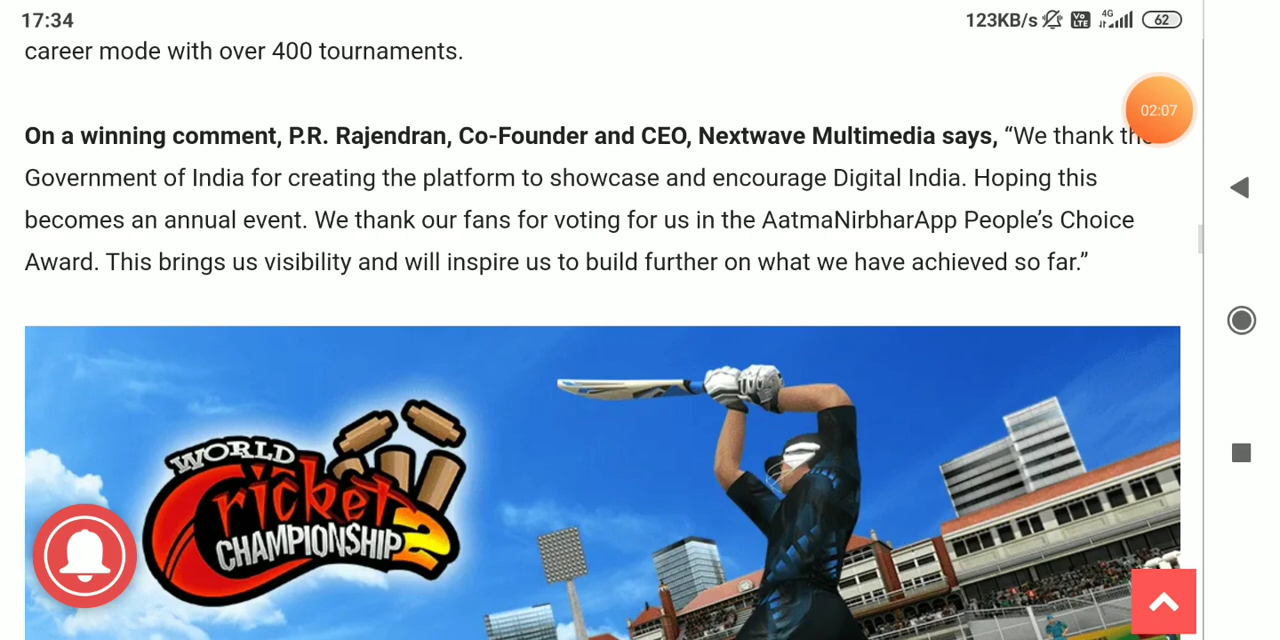 17:34
123KB/s Vo LTE 4G 62
career mode with over 400 tournaments.
02:07
On a winning comment, P.R. Rajendran, Co-Founder and CEO, Nextwave Multimedia says, “We thank the
Government of India for creating the platform to showcase and encourage Digital India. Hoping this
becomes an annual event. We thank our fans for voting for us in the AatmaNirbharApp People’s Choice
Award. This brings us visibility and will inspire us to build further on what we have achieved so far.”
WORLD
Cricket
CHAMPIONSHIP 2